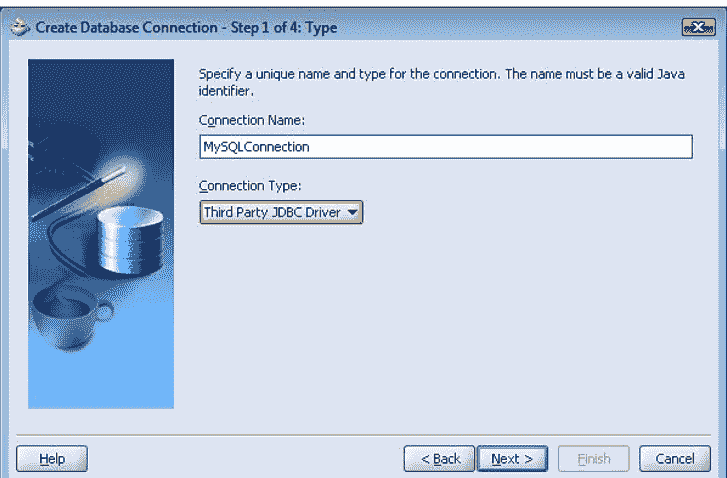 Create Database Connection - Step 1 of 4: Type
Specify a unique name and type for the connection. The name must be a valid Java
identifier.
Connection Name:
MySQLConnection
Connection Type:
Third Party JDBC Driver
Help
< Back
Next >
Finish
Cancel